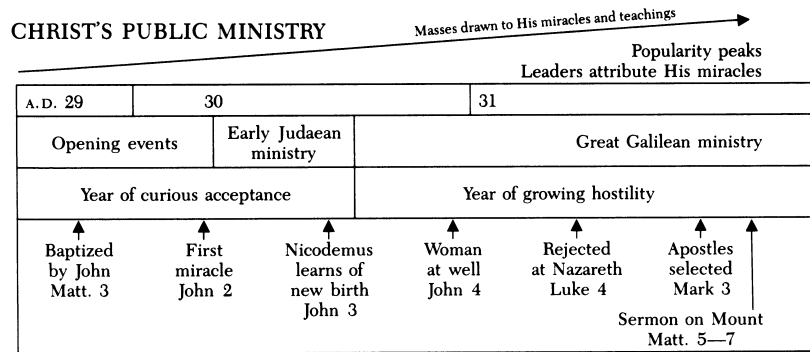 CHRIST'S PUBLIC MINISTRY
Masses drawn to His miracles and teachings
Popularity peaks
Leaders attribute His miracles
A.D. 29
30
31
Opening events
Early Judaean
ministry
Great Galilean ministry
Year of curious acceptance
Year of growing hostility
Baptized
by John
Matt. 3
First
miracle
John 2
Nicodemus
learns of
new birth
John 3
Woman
at well
John 4
Rejected
at Nazareth
Luke 4
Apostles
selected
Mark 3
Sermon on Mount
Matt. 5—7